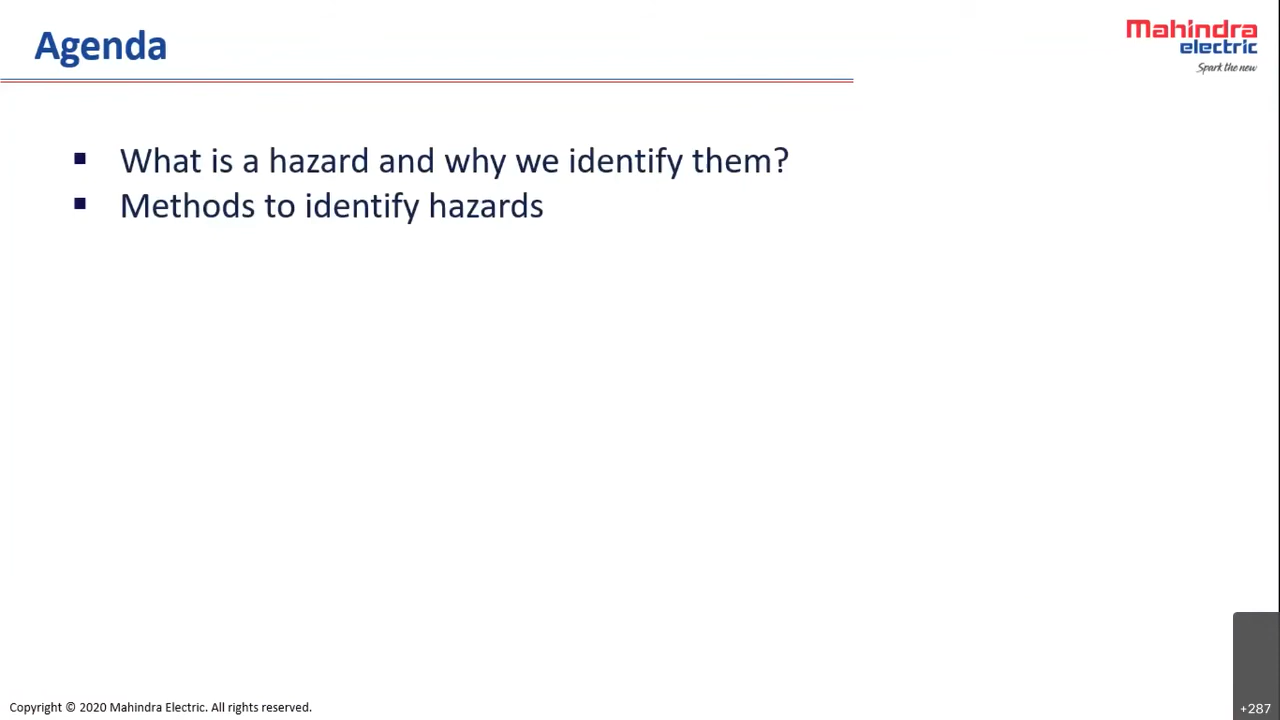 Agenda
Mahindra
electric
Spark the new
▪ What is a hazard and why we identify them?
▪ Methods to identify hazards
Copyright © 2020 Mahindra Electric. All rights reserved.
+287